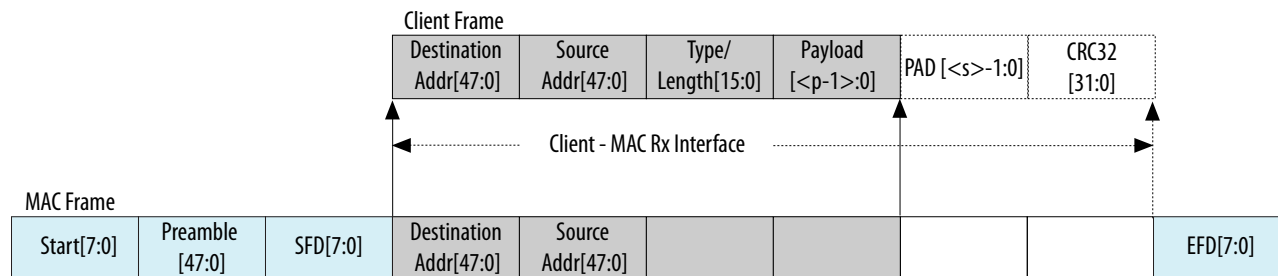 Client Frame
Destination
Addr[47:0]
Source
Addr[47:0]
Type/
Length[15:0]
Payload
[<p-1>:0]
PAD [<s>-1:0]
CRC32
[31:0]
Client - MAC Rx Interface
MAC Frame
Start[7:0]
Preamble
[47:0]
SFD[7:0]
Destination
Addr[47:0]
Source
Addr[47:0]
EFD[7:0]